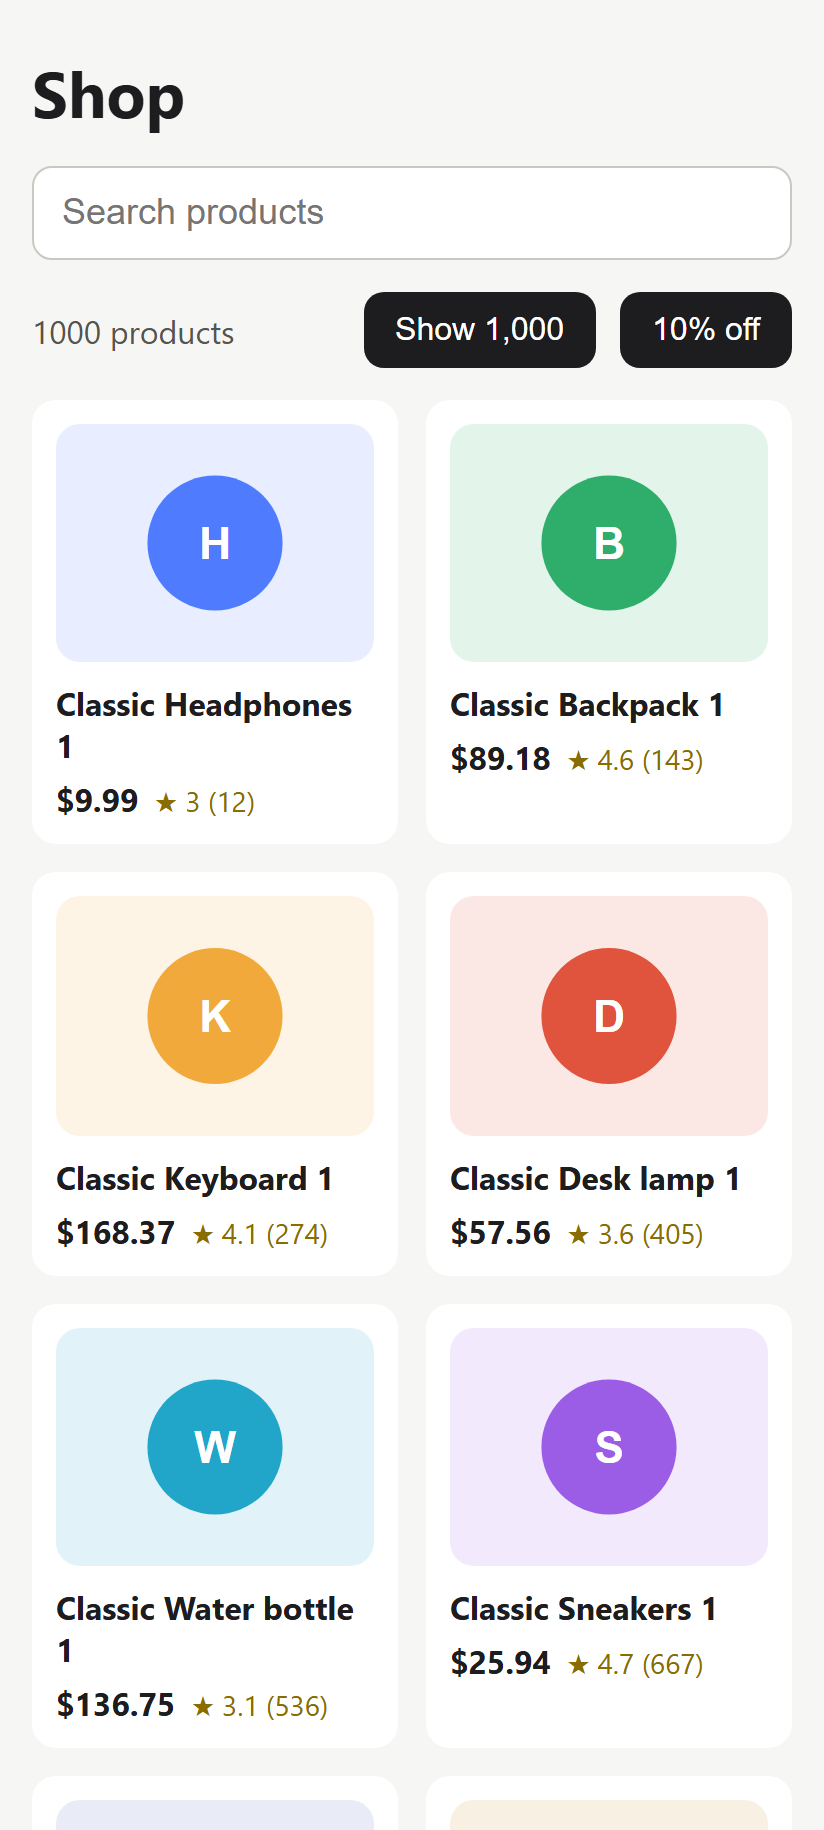 Shop
Search products
1000 products
Show 1,000
10% off
H
Classic Headphones
1
$9.99 ★ 3 (12)
B
Classic Backpack 1
$89.18 ★ 4.6 (143)
K
Classic Keyboard 1
$168.37 ★ 4.1 (274)
D
Classic Desk lamp 1
$57.56 ★ 3.6 (405)
W
Classic Water bottle
1
$136.75 ★ 3.1 (536)
S
Classic Sneakers 1
$25.94 ★ 4.7 (667)